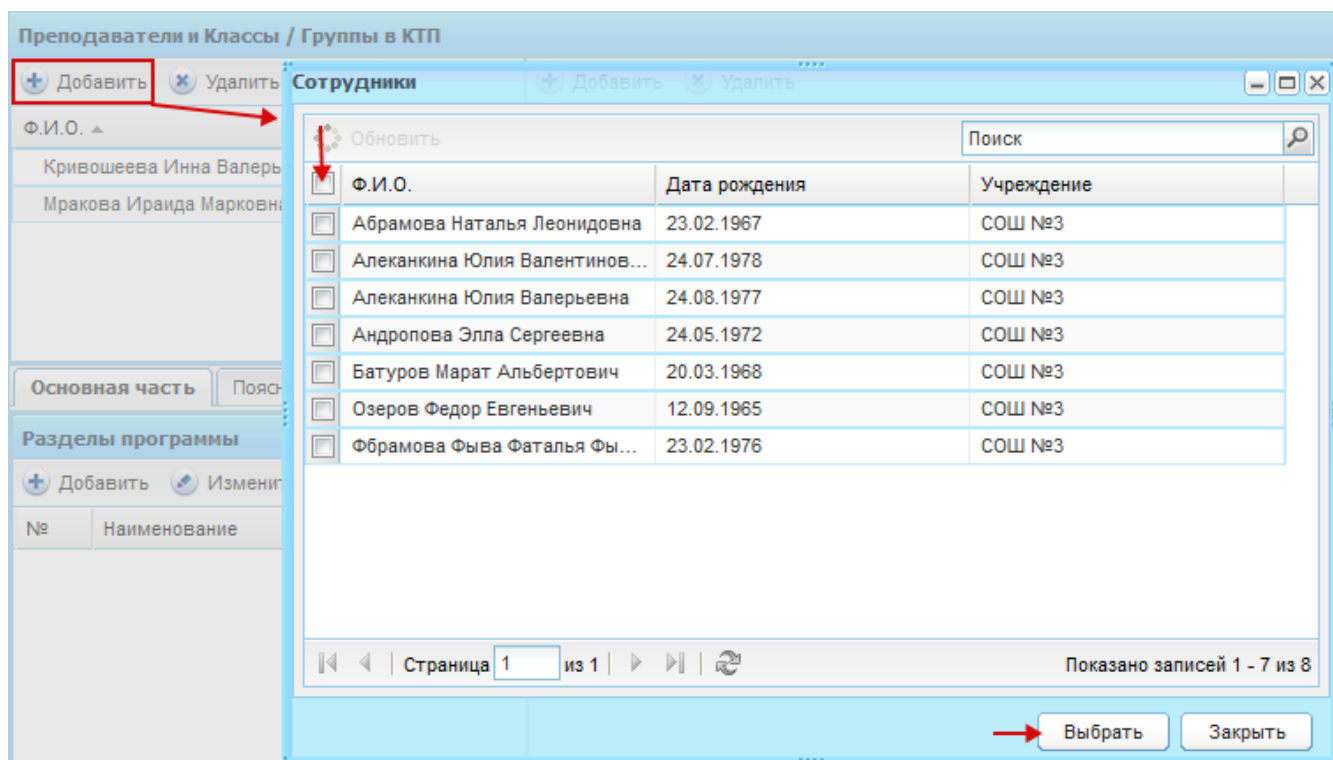 Преподаватели и Классы / Группы в КТП
Добавить Удалить
Ф.И.О.
Кривошеева Инна Валерь
Мракова Ираида Марковна
Основная часть Поясн
Разделы программы
Добавить Изменит
№ Наименование
Сотрудники Добавить Удалить
Обновить Поиск
Ф.И.О. Дата рождения Учреждение
Абрамова Наталья Леонидовна 23.02.1967 СОШ №3
Алеканкина Юлия Валентинов... 24.07.1978 СОШ №3
Алеканкина Юлия Валерьевна 24.08.1977 СОШ №3
Андропова Элла Сергеевна 24.05.1972 СОШ №3
Батуров Марат Альбертович 20.03.1968 СОШ №3
Озеров Федор Евгеньевич 12.09.1965 СОШ №3
Фбрамова Фыва Фаталья Фы... 23.02.1976 СОШ №3
Страница 1 из 1 Показано записей 1 - 7 из 8
Выбрать Закрыть